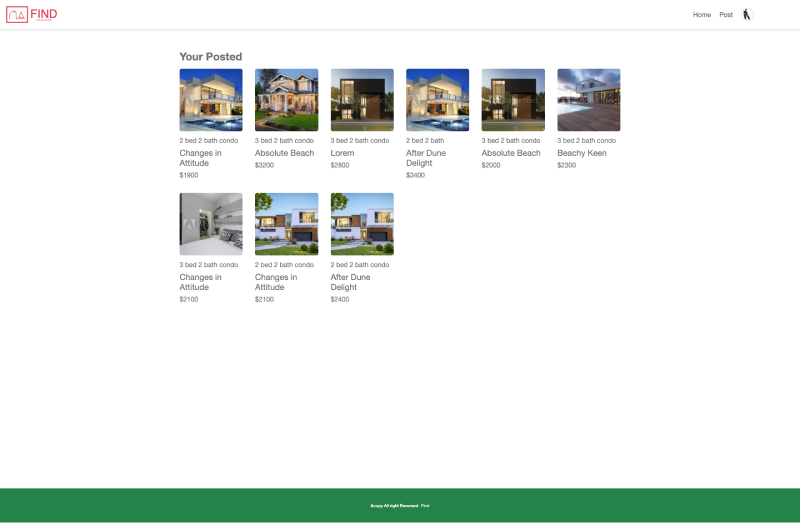 FIND
Home Post
Your Posted
2 bed 2 bath condo
Changes in
Attitude
$1900
3 bed 2 bath condo
Absolute Beach
$3200
3 bed 2 bath condo
Lorem
$2800
2 bed 2 bath
After Dune
Delight
$3400
3 bed 2 bath condo
Absolute Beach
$2000
3 bed 2 bath condo
Beachy Keen
$2300
3 bed 2 bath condo
Changes in
Attitude
$2100
2 bed 2 bath condo
Changes in
Attitude
$2100
2 bed 2 bath condo
After Dune
Delight
$2400
&copy All right Reverved. Find